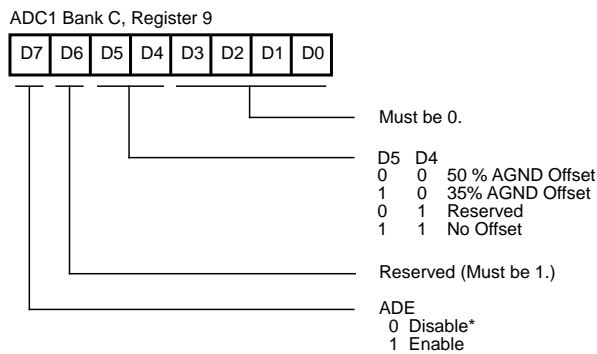 ADC1 Bank C, Register 9
D7 D6 D5 D4 D3 D2 D1 D0
Must be 0.
D5 D4
0 0 50 % AGND Offset
1 0 35% AGND Offset
0 1 Reserved
1 1 No Offset
Reserved (Must be 1.)
ADE
0 Disable*
1 Enable